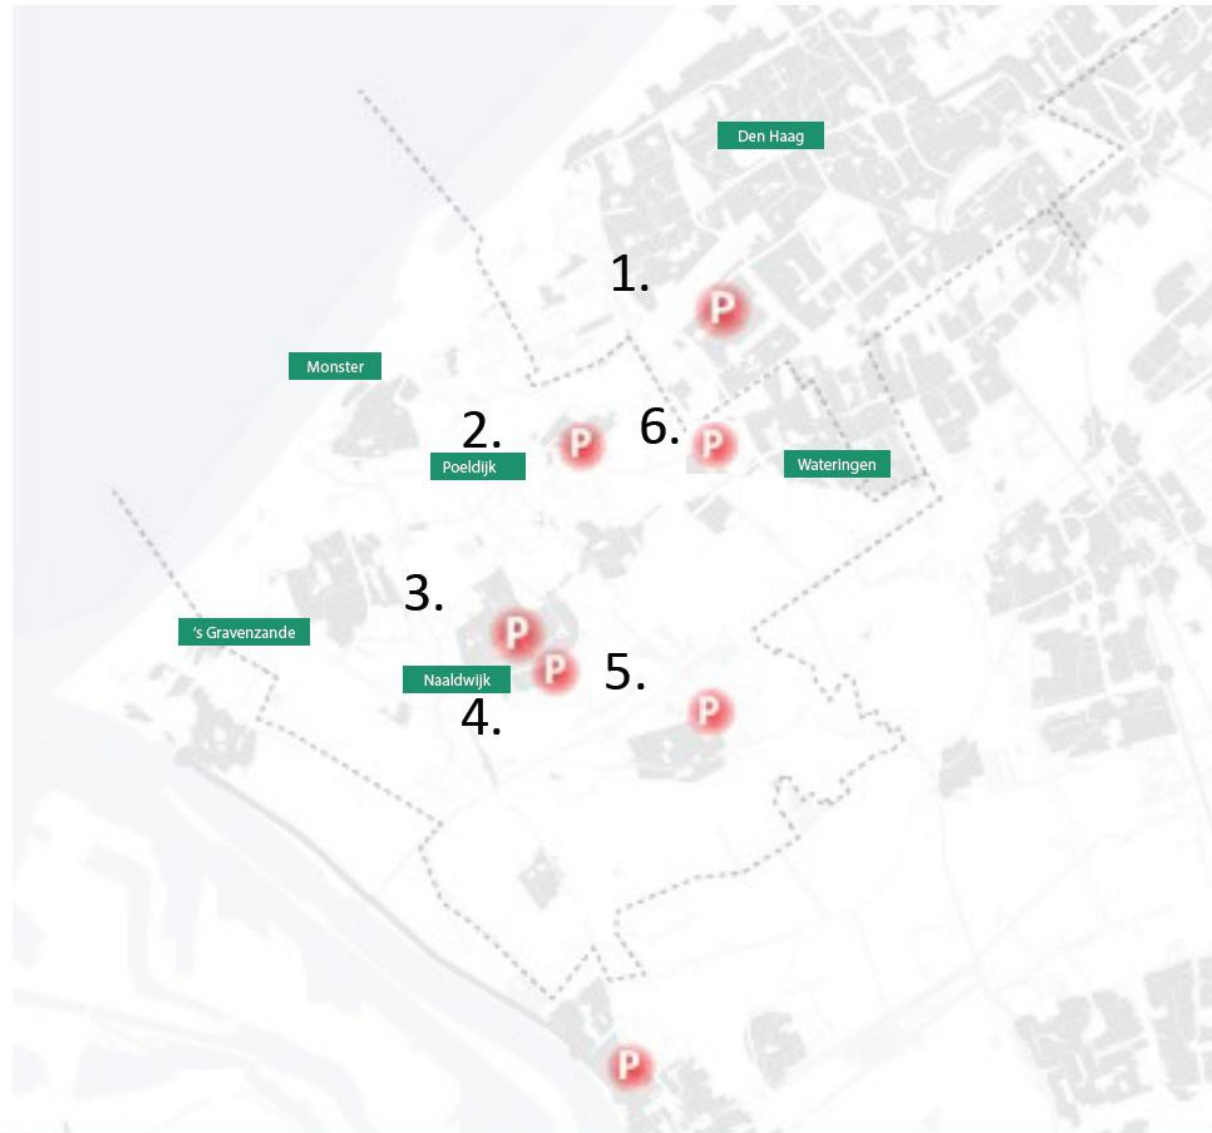 Den Haag
1.
P
Monster
2.
P
6.
P
Poeldijk
Wateringen
3.
P
's Gravenzande
Naaldwijk
P
5.
4.
P
P